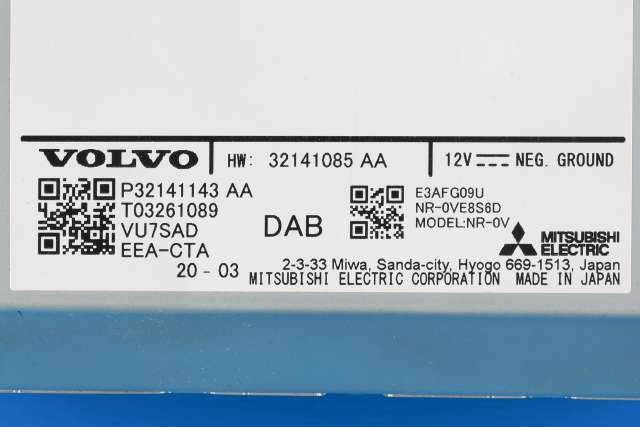 VOLVO HW: 32141085 AA 12V NEG. GROUND
P32141143 AA
T03261089
VU7SAD
EEA-CTA
20-03
DAB
E3AFG09U
NR-0VE8S6D
MODEL:NR-0V
MITSUBISHI
ELECTRIC
2-3-33 Miwa, Sanda-city, Hyogo 669-1513, Japan
MITSUBISHI ELECTRIC CORPORATION MADE IN JAPAN